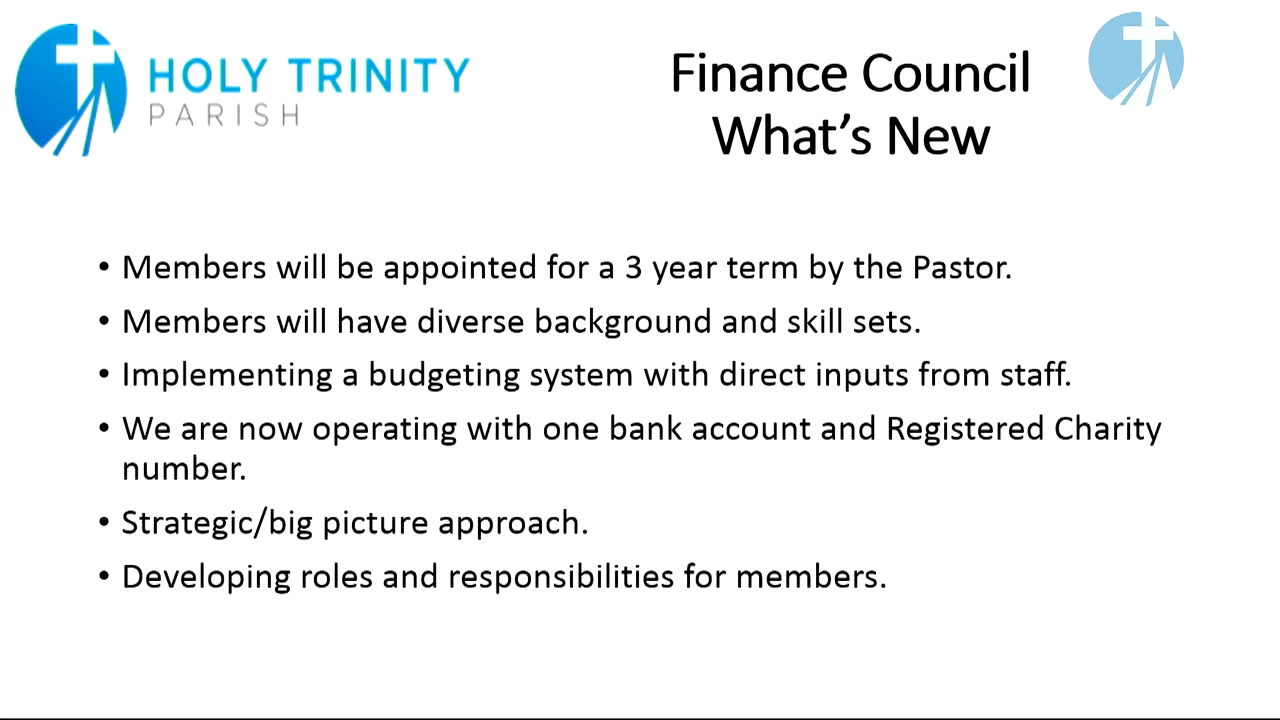 HOLY TRINITY
PARISH
Finance Council
What's New
• Members will be appointed for a 3 year term by the Pastor.
• Members will have diverse background and skill sets.
• Implementing a budgeting system with direct inputs from staff.
• We are now operating with one bank account and Registered Charity
number.
• Strategic/big picture approach.
• Developing roles and responsibilities for members.